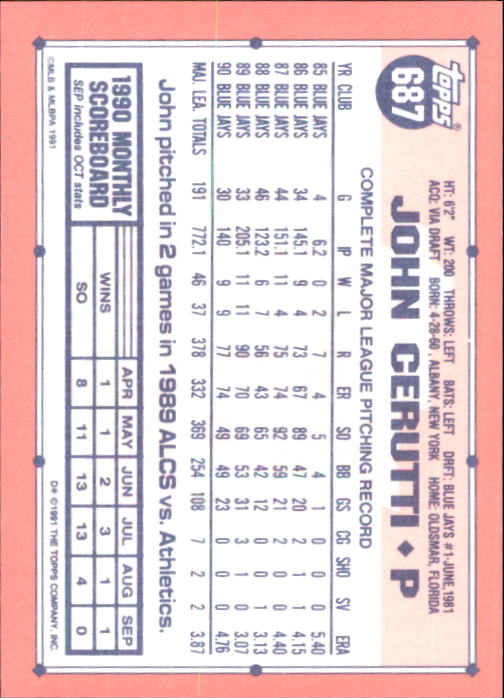 topps®
687
HT: 6'2" WT: 200 THROWS: LEFT BATS: LEFT DRFT: BLUE JAYS #1-JUNE, 1981
ACQ: VIA DRAFT BORN: 4-28-60, ALBANY, NEW YORK HOME: OLDSMAR, FLORIDA
JOHN CERUTTI ♦ P
COMPLETE MAJOR LEAGUE PITCHING RECORD
YR CLUB G IP W L R ER SO BB GS CG SHO SV ERA
85 BLUE JAYS 4 6.2 0 2 7 4 5 4 1 0 0 0 5.40
86 BLUE JAYS 34 145.1 9 4 73 67 89 47 20 2 1 1 4.15
87 BLUE JAYS 44 151.1 11 4 75 74 92 59 21 2 0 0 4.40
88 BLUE JAYS 46 123.2 6 7 56 43 65 42 12 0 0 1 3.13
89 BLUE JAYS 33 205.1 11 11 90 70 69 53 31 3 1 0 3.07
90 BLUE JAYS 30 140 9 9 77 74 49 49 23 0 0 0 4.76
MAJ. LEA. TOTALS 191 772.1 46 37 378 332 369 254 108 7 2 2 3.87
John pitched in 2 games in 1989 ALCS vs. Athletics.
1990 MONTHLY
SCOREBOARD
SEP includes OCT stats
APR MAY JUN JUL AUG SEP
WINS 1 1 2 3 1 1
SO 8 11 13 13 4 0
©MLB & MLBPA 1991
D* © 1991 THE TOPPS COMPANY, INC.